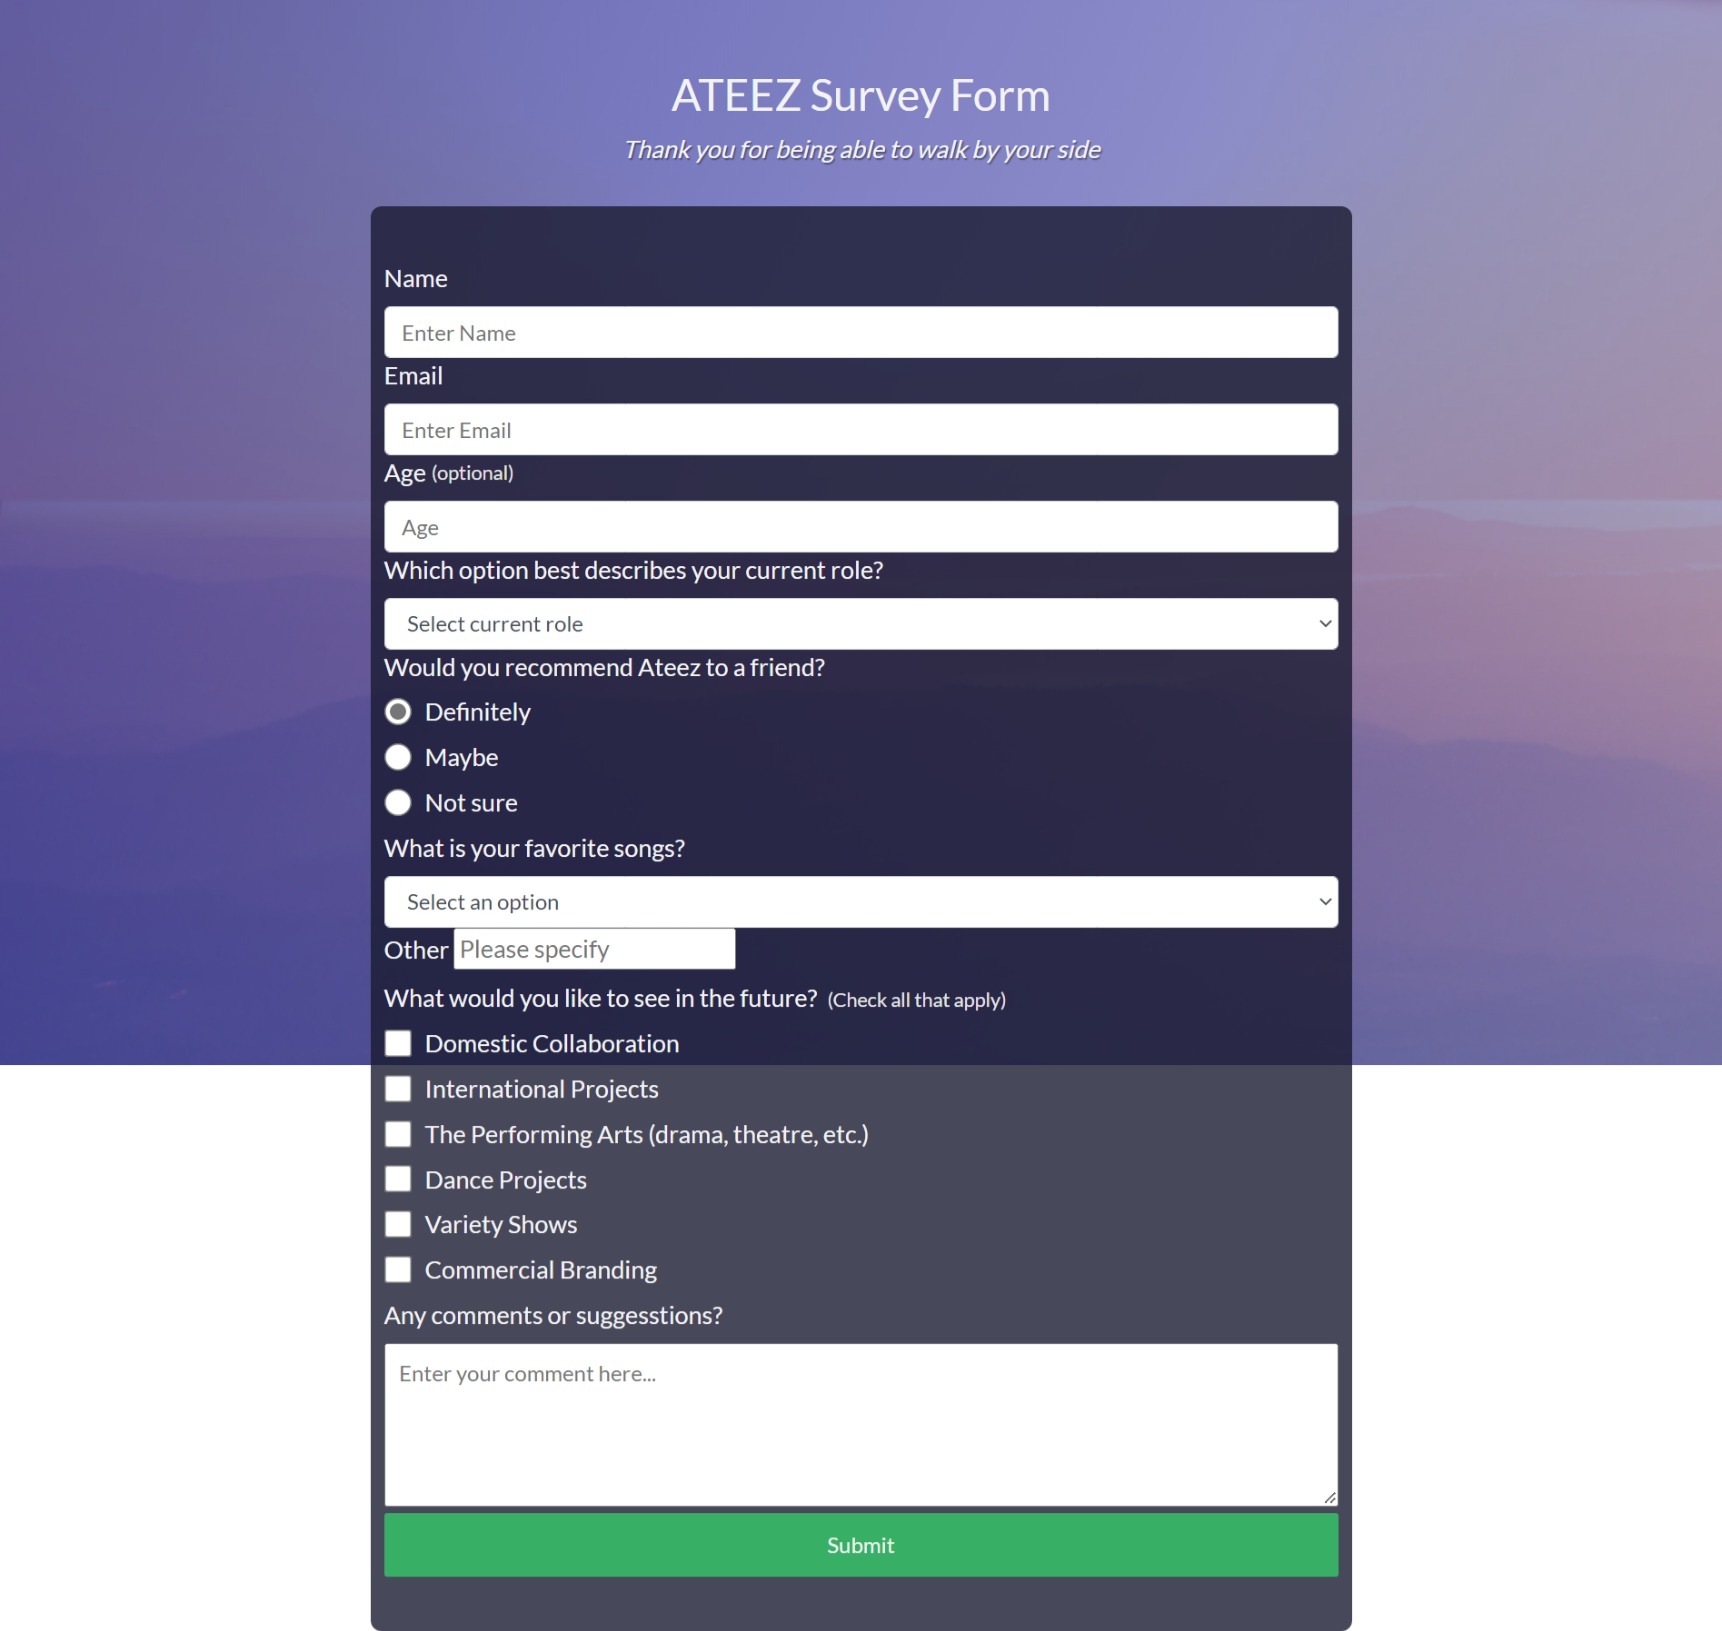 ATEEZ Survey Form
Thank you for being able to walk by your side
Name
Enter Name
Email
Enter Email
Age (optional)
Age
Which option best describes your current role?
Select current role
Would you recommend Ateez to a friend?
Definitely
Maybe
Not sure
What is your favorite songs?
Select an option
Other Please specify
What would you like to see in the future? (Check all that apply)
Domestic Collaboration
International Projects
The Performing Arts (drama, theatre, etc.)
Dance Projects
Variety Shows
Commercial Branding
Any comments or suggesstions?
Enter your comment here...
Submit